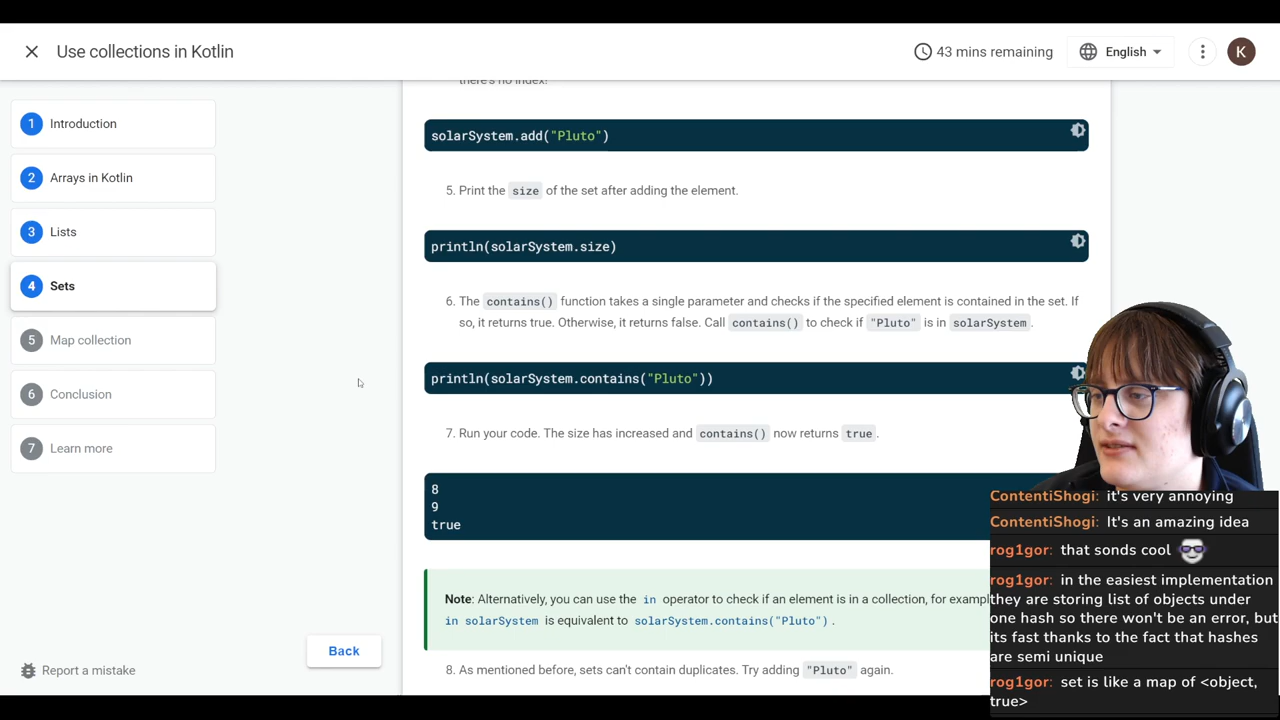 Use collections in Kotlin
43 mins remaining
English
K
1 Introduction
2 Arrays in Kotlin
3 Lists
4 Sets
5 Map collection
6 Conclusion
7 Learn more
Back
Report a mistake
there's no index!
solarSystem.add("Pluto")
5. Print the size of the set after adding the element.
println(solarSystem.size)
6. The contains() function takes a single parameter and checks if the specified element is contained in the set. If
so, it returns true. Otherwise, it returns false. Call contains() to check if "Pluto" is in solarSystem.
println(solarSystem.contains("Pluto"))
7. Run your code. The size has increased and contains() now returns true.
8
9
true
Note: Alternatively, you can use the in operator to check if an element is in a collection, for exampl
in solarSystem is equivalent to solarSystem.contains("Pluto").
8. As mentioned before, sets can't contain duplicates. Try adding "Pluto" again.
ContentiShogi: it's very annoying
ContentiShogi: It's an amazing idea
rog1gor: that sonds cool
rog1gor: in the easiest implementation
they are storing list of objects under
one hash so there won't be an error, but
its fast thanks to the fact that hashes
are semi unique
rog1gor: set is like a map of <object,
true>